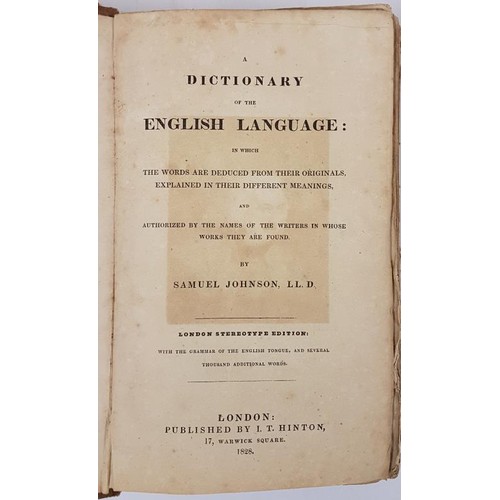 A
DICTIONARY
OF THE
ENGLISH LANGUAGE:
IN WHICH
THE WORDS ARE DEDUCED FROM THEIR ORIGINALS,
EXPLAINED IN THEIR DIFFERENT MEANINGS,
AND
AUTHORIZED BY THE NAMES OF THE WRITERS IN WHOSE
WORKS THEY ARE FOUND.
BY
SAMUEL JOHNSON, LL. D.
LONDON STEREOTYPE EDITION:
WITH THE GRAMMAR OF THE ENGLISH TONGUE, AND SEVERAL
THOUSAND ADDITIONAL WORDS.
LONDON:
PUBLISHED BY I. T. HINTON,
17, WARWICK SQUARE.
1828.